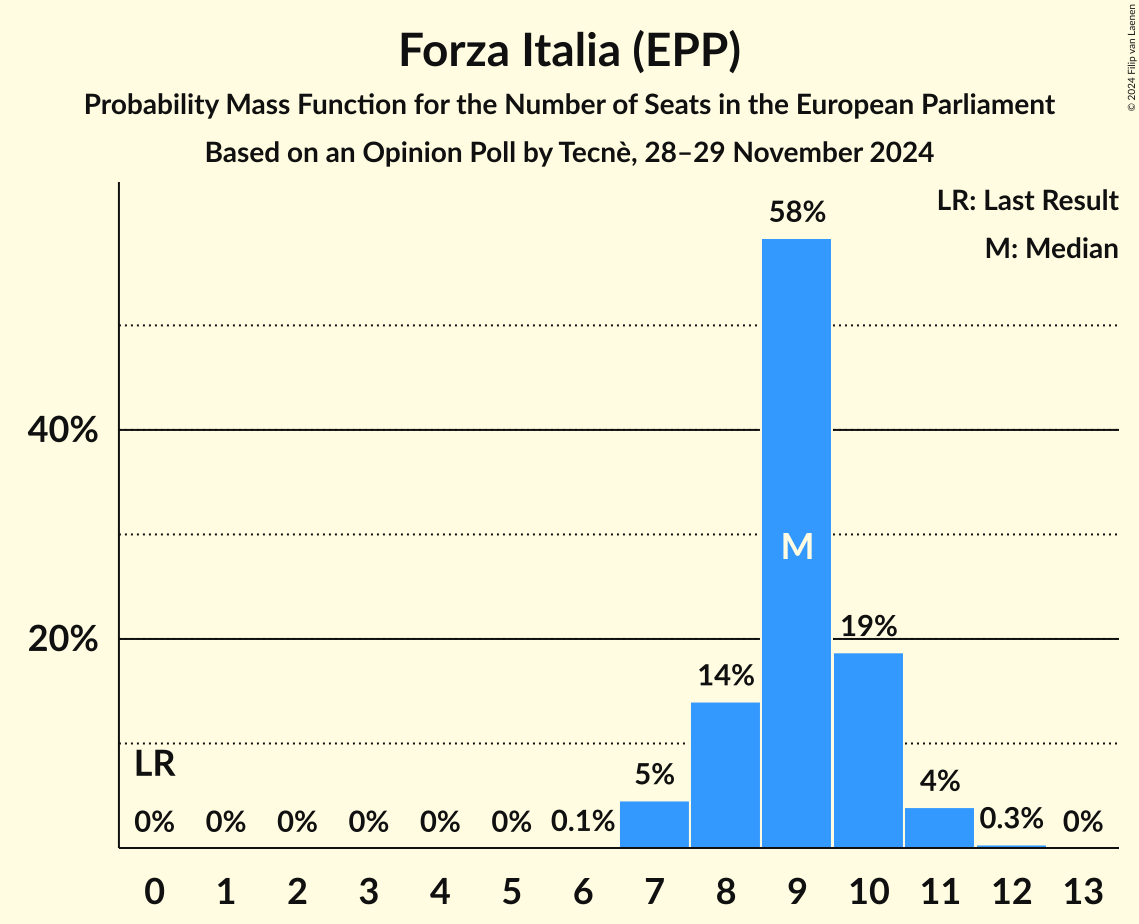 Forza Italia (EPP)
Probability Mass Function for the Number of Seats in the European Parliament
Based on an Opinion Poll by Tecnè, 28–29 November 2024
© 2024 Filip van Laenen
LR: Last Result
M: Median
58%
40%
M
20%
19%
14%
LR
5%
4%
0% 0% 0% 0% 0% 0% 0.1% 0.3% 0%
0 1 2 3 4 5 6 7 8 9 10 11 12 13